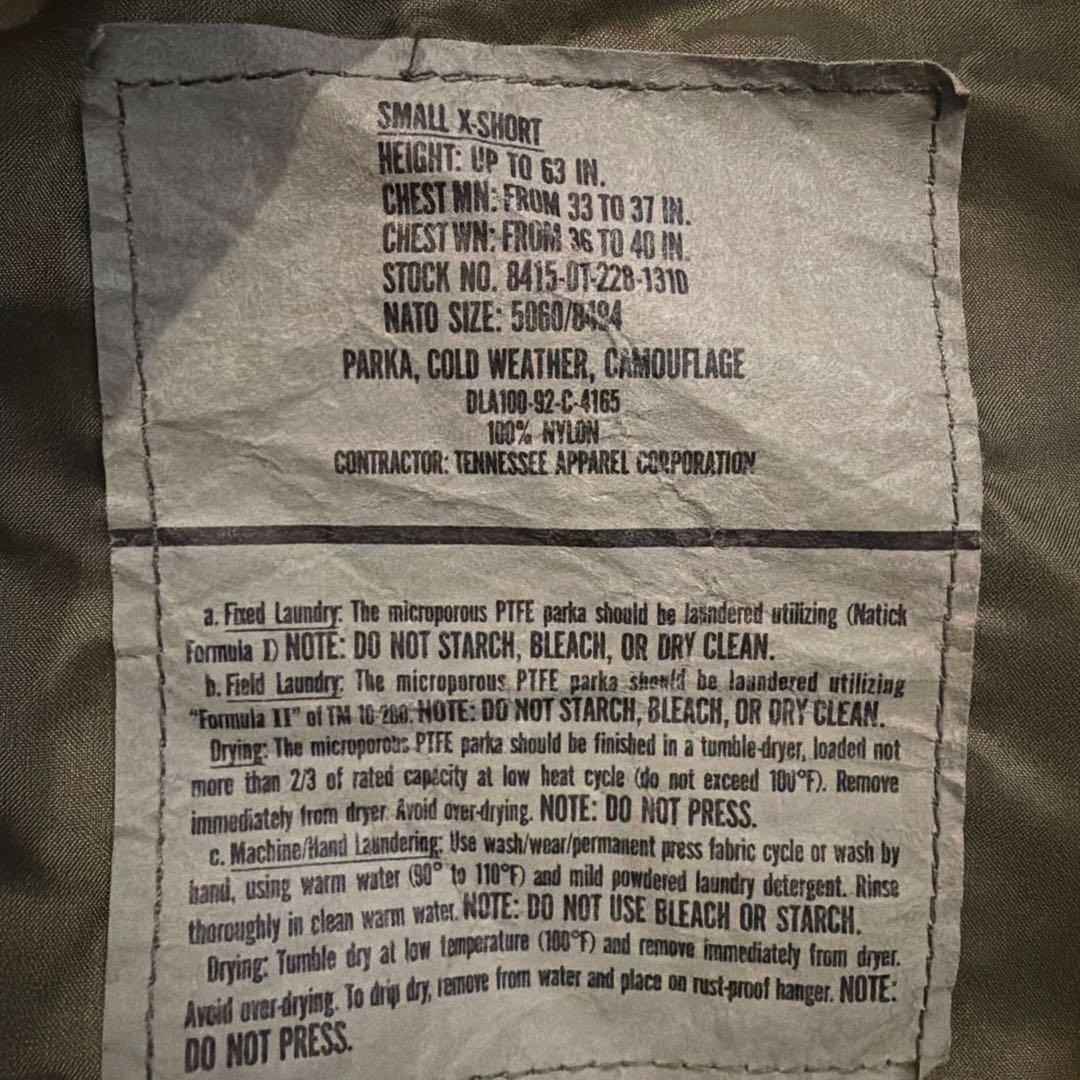 SMALL X-SHORT
HEIGHT: UP TO 63 IN.
CHEST MN: FROM 33 TO 37 IN.
CHEST WN: FROM 36 TO 40 IN.
STOCK NO. 8415-01-228-1310
NATO SIZE: 5060/8494
PARKA, COLD WEATHER, CAMOUFLAGE
DLA100-92-C-4165
100% NYLON
CONTRACTOR: TENNESSEE APPAREL CORPORATION
a. Fixed Laundry: The microporous PTFE parka should be laundered utilizing (Natick
Formula I) NOTE: DO NOT STARCH, BLEACH, OR DRY CLEAN.
b. Field Laundry: The microporous PTFE parka should be laundered utilizing
"Formula II" of TM 10-280. NOTE: DO NOT STARCH, BLEACH, OR DRY CLEAN.
Drying: The microporous PTFE parka should be finished in a tumble-dryer, loaded not
more than 2/3 of rated capacity at low heat cycle (do not exceed 100°F). Remove
immediately from dryer. Avoid over-drying. NOTE: DO NOT PRESS.
c. Machine/Hand Laundering: Use wash/wear/permanent press fabric cycle or wash by
hand, using warm water (90° to 110°F) and mild powdered laundry detergent. Rinse
thoroughly in clean warm water. NOTE: DO NOT USE BLEACH OR STARCH.
Drying: Tumble dry at low temperature (100°F) and remove immediately from dryer.
Avoid over-drying. To drip dry, remove from water and place on rust-proof hanger. NOTE:
DO NOT PRESS.